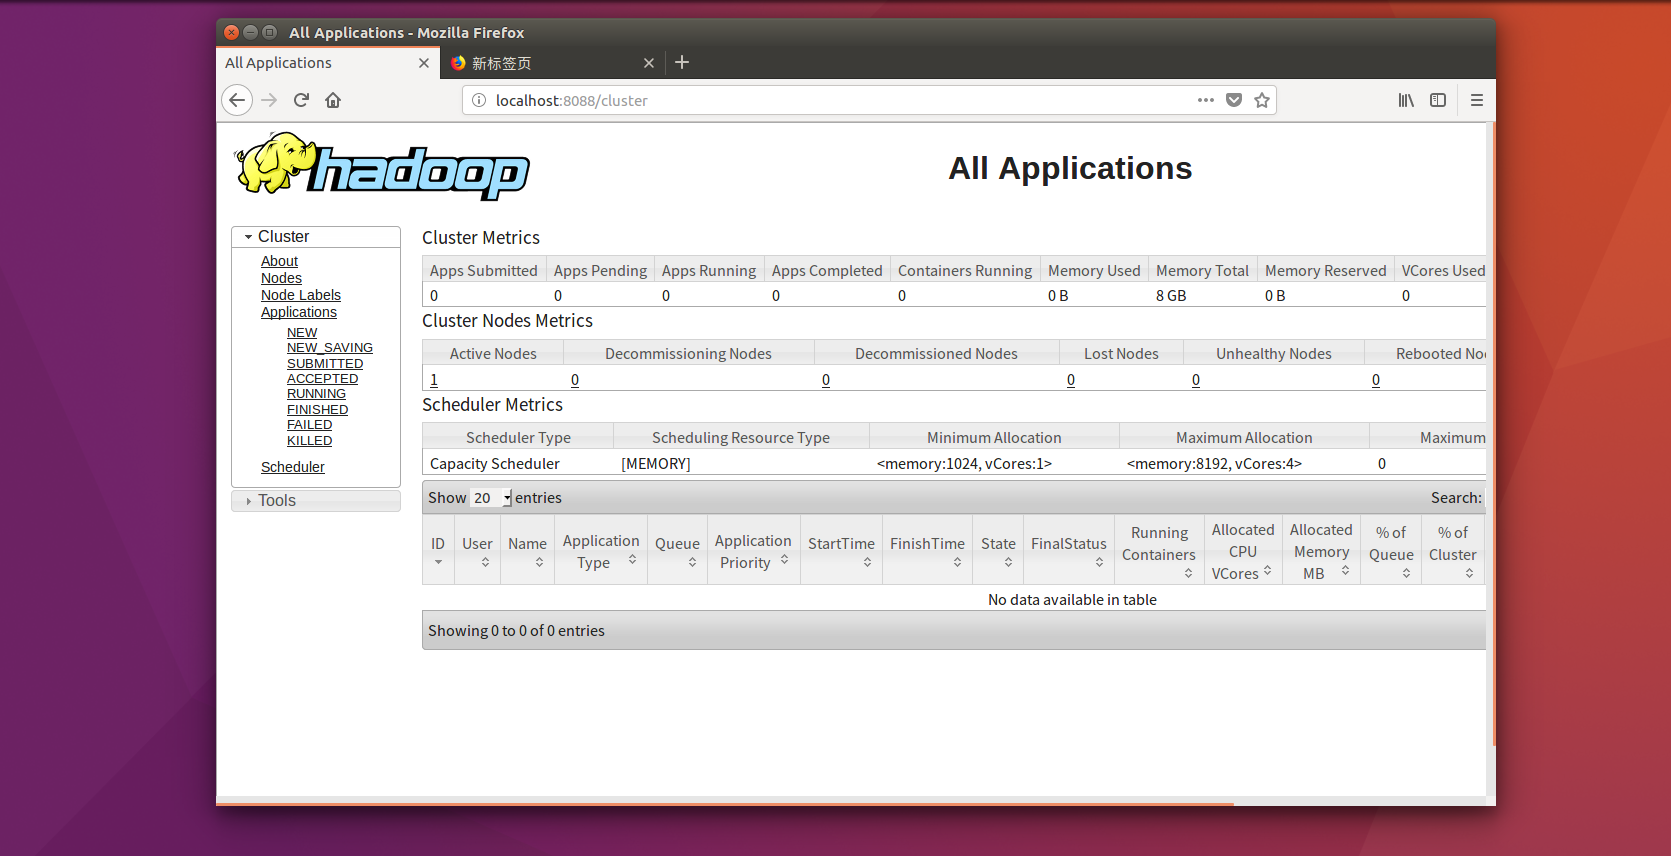 All Applications - Mozilla Firefox
All Applications
新标签页
localhost:8088/cluster
hadoop
All Applications
Cluster
About
Nodes
Node Labels
Applications
NEW
NEW_SAVING
SUBMITTED
ACCEPTED
RUNNING
FINISHED
FAILED
KILLED
Scheduler
Tools
Cluster Metrics
Apps Submitted Apps Pending Apps Running Apps Completed Containers Running Memory Used Memory Total Memory Reserved VCores Used
0 0 0 0 0 0 B 8 GB 0 B 0
Cluster Nodes Metrics
Active Nodes Decommissioning Nodes Decommissioned Nodes Lost Nodes Unhealthy Nodes Rebooted No
1 0 0 0 0 0
Scheduler Metrics
Scheduler Type Scheduling Resource Type Minimum Allocation Maximum Allocation Maximum
Capacity Scheduler [MEMORY] <memory:1024, vCores:1> <memory:8192, vCores:4> 0
Show 20 entries Search:
ID User Name Application Type Queue Application Priority StartTime FinishTime State FinalStatus Running Containers Allocated CPU VCores Allocated Memory MB % of Queue % of Cluster
No data available in table
Showing 0 to 0 of 0 entries